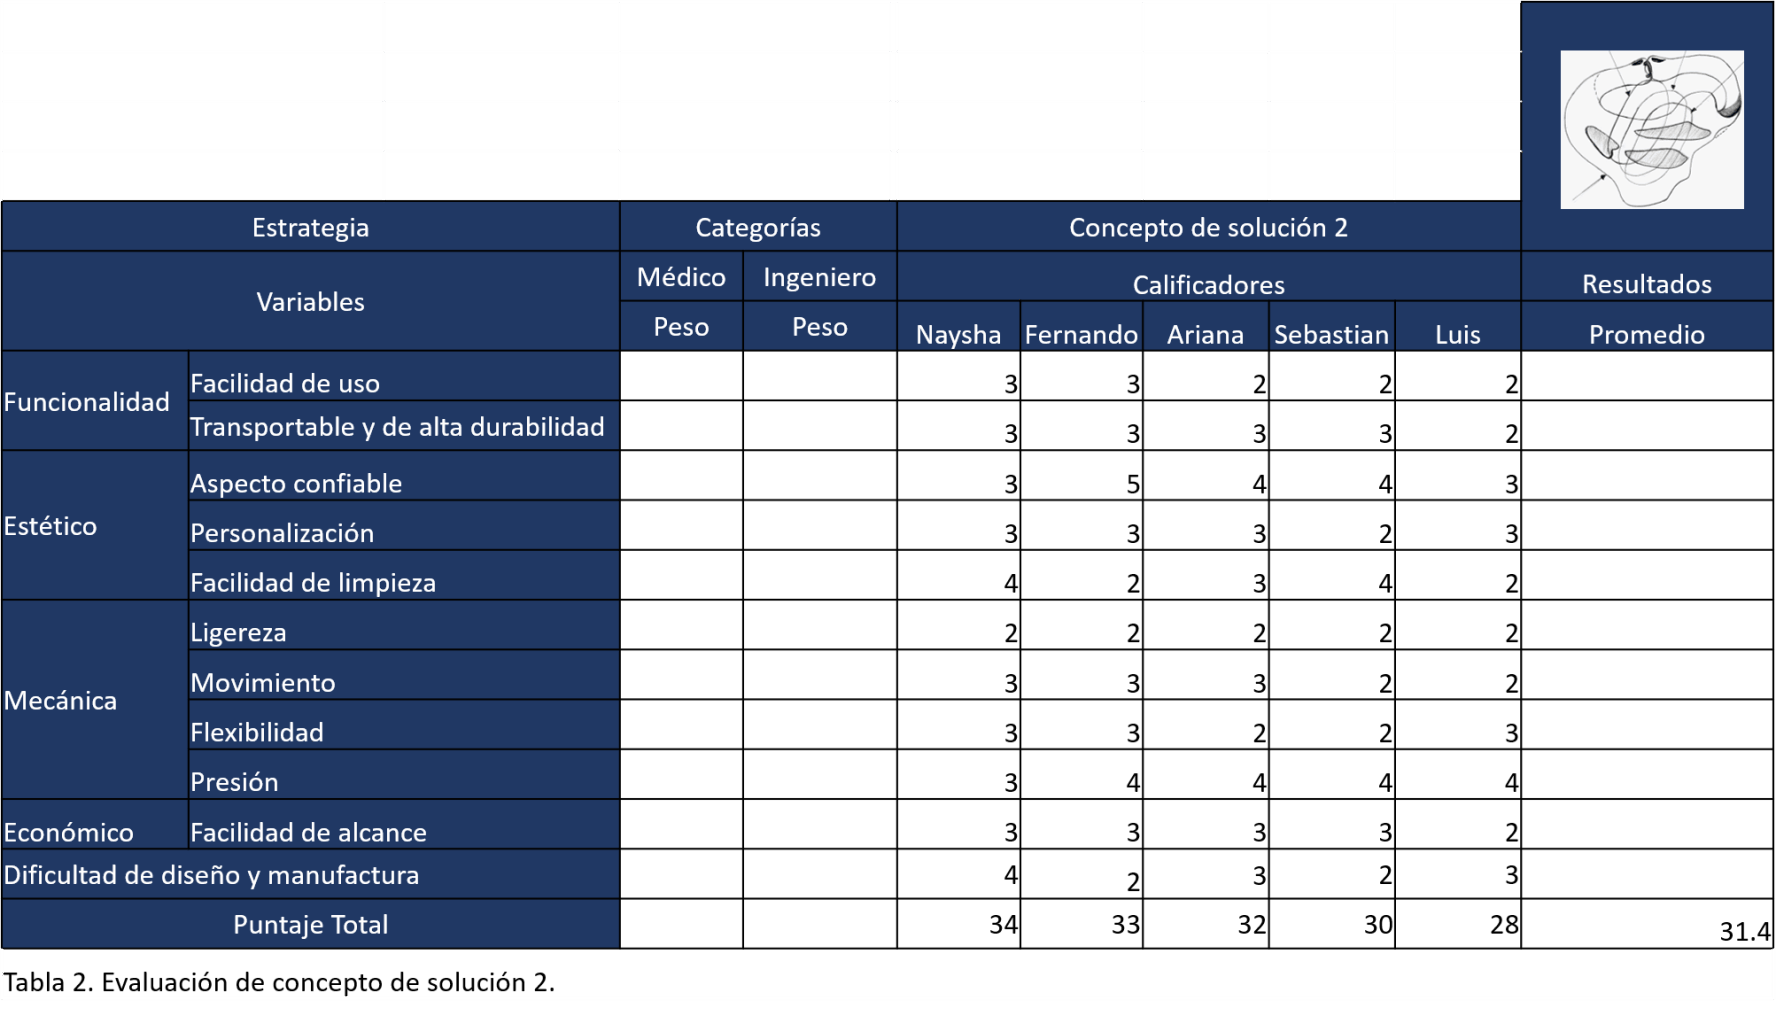 Estrategia Categorías Concepto de solución 2
Variables Médico Ingeniero Calificadores Resultados
Peso Peso Naysha Fernando Ariana Sebastian Luis Promedio
Funcionalidad Facilidad de uso 3 3 2 2 2
Transportable y de alta durabilidad 3 3 3 3 2
Estético Aspecto confiable 3 5 4 4 3
Personalización 3 3 3 2 3
Facilidad de limpieza 4 2 3 4 2
Mecánica Ligereza 2 2 2 2 2
Movimiento 3 3 3 2 2
Flexibilidad 3 3 2 2 3
Presión 3 4 4 4 4
Económico Facilidad de alcance 3 3 3 3 2
Dificultad de diseño y manufactura 4 2 3 2 3
Puntaje Total 34 33 32 30 28 31.4
Tabla 2. Evaluación de concepto de solución 2.